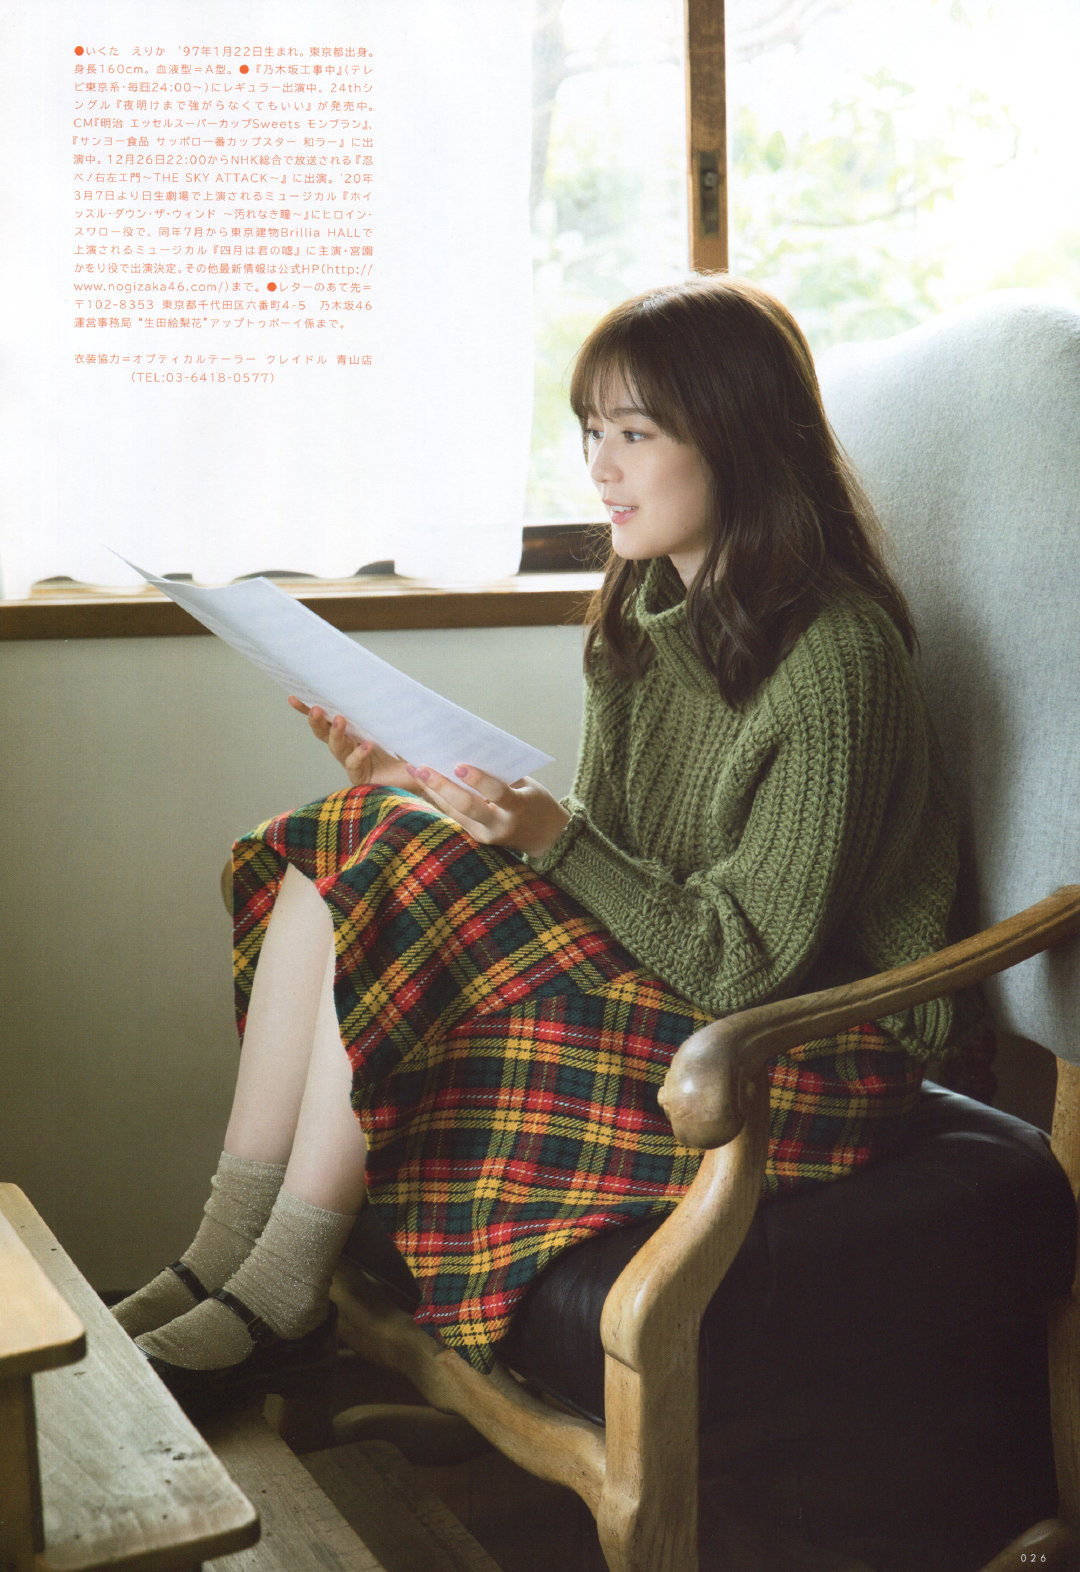 ●いくた　えりか　'97年1月22日生まれ。東京都出身。
身長160cm。血液型＝A型。●『乃木坂工事中』（テレ
ビ東京系・毎回24:00〜）にレギュラー出演中。24thシ
ングル『夜明けまで強がらなくてもいい』が発売中。
CM『明治 エッセルスーパーカップSweets モンブラン』、
『サンヨー食品 サッポロ一番カップスター 和ラー』に出
演中。12月26日22:00からNHK総合で放送される『忍
べ！右左エ門〜THE SKY ATTACK〜』に出演。'20年
3月7日より日生劇場で上演されるミュージカル『ホイ
ッスル・ダウン・ザ・ウィンド 〜汚れなき瞳〜』にヒロイン・
スワロー役で、同年7月から東京建物Brillia HALLで
上演されるミュージカル『四月は君の嘘』に主演・宮園
かをり役で出演決定。その他最新情報は公式HP（http://
www.nogizaka46.com/）まで。●レターのあて先＝
〒102-8353 東京都千代田区六番町4-5　乃木坂46
運営事務局 “生田絵梨花”アップトゥボーイ係まで。
衣装協力＝オプティカルテーラー クレイドル 青山店
（TEL:03-6418-0577）
026